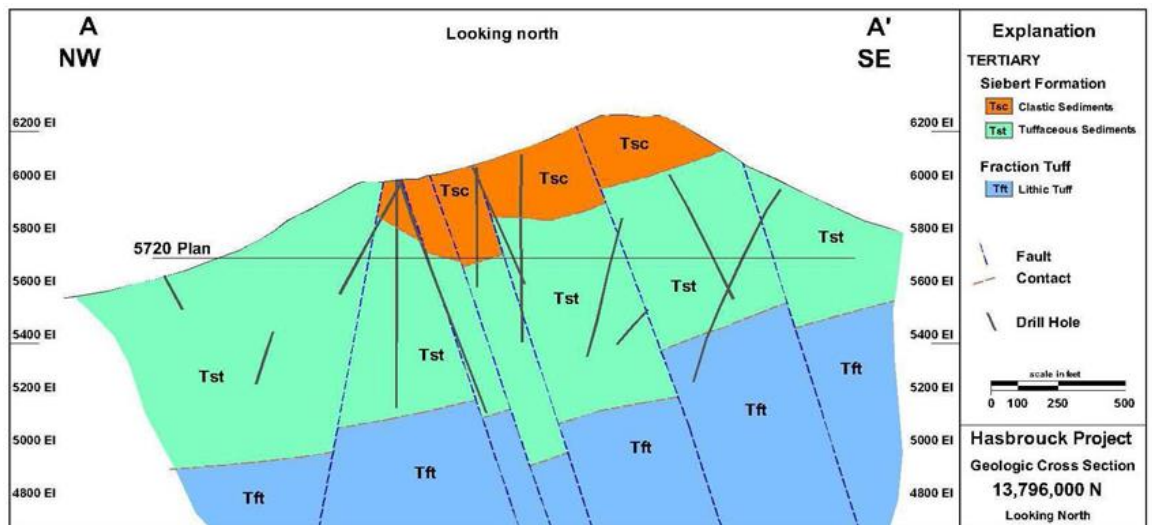 A
NW
Looking north
A'
SE
6200 El
6000 El
5800 El
5600 El
5400 El
5200 El
5000 El
4800 El
5720 Plan
Tsc
Tsc
Tsc
Tst
Tst
Tst
Tst
Tst
Tft
Tft
Tft
Tft
Tft
6200 El
6000 El
5800 El
5600 El
5400 El
5200 El
5000 El
4800 El
Explanation
TERTIARY
Siebert Formation
Tsc Clastic Sediments
Tst Tuffaceous Sediments
Fraction Tuff
Tft Lithic Tuff
Fault
Contact
Drill Hole
scale in feet
0 100 250 500
Hasbrouck Project
Geologic Cross Section
13,796,000 N
Looking North